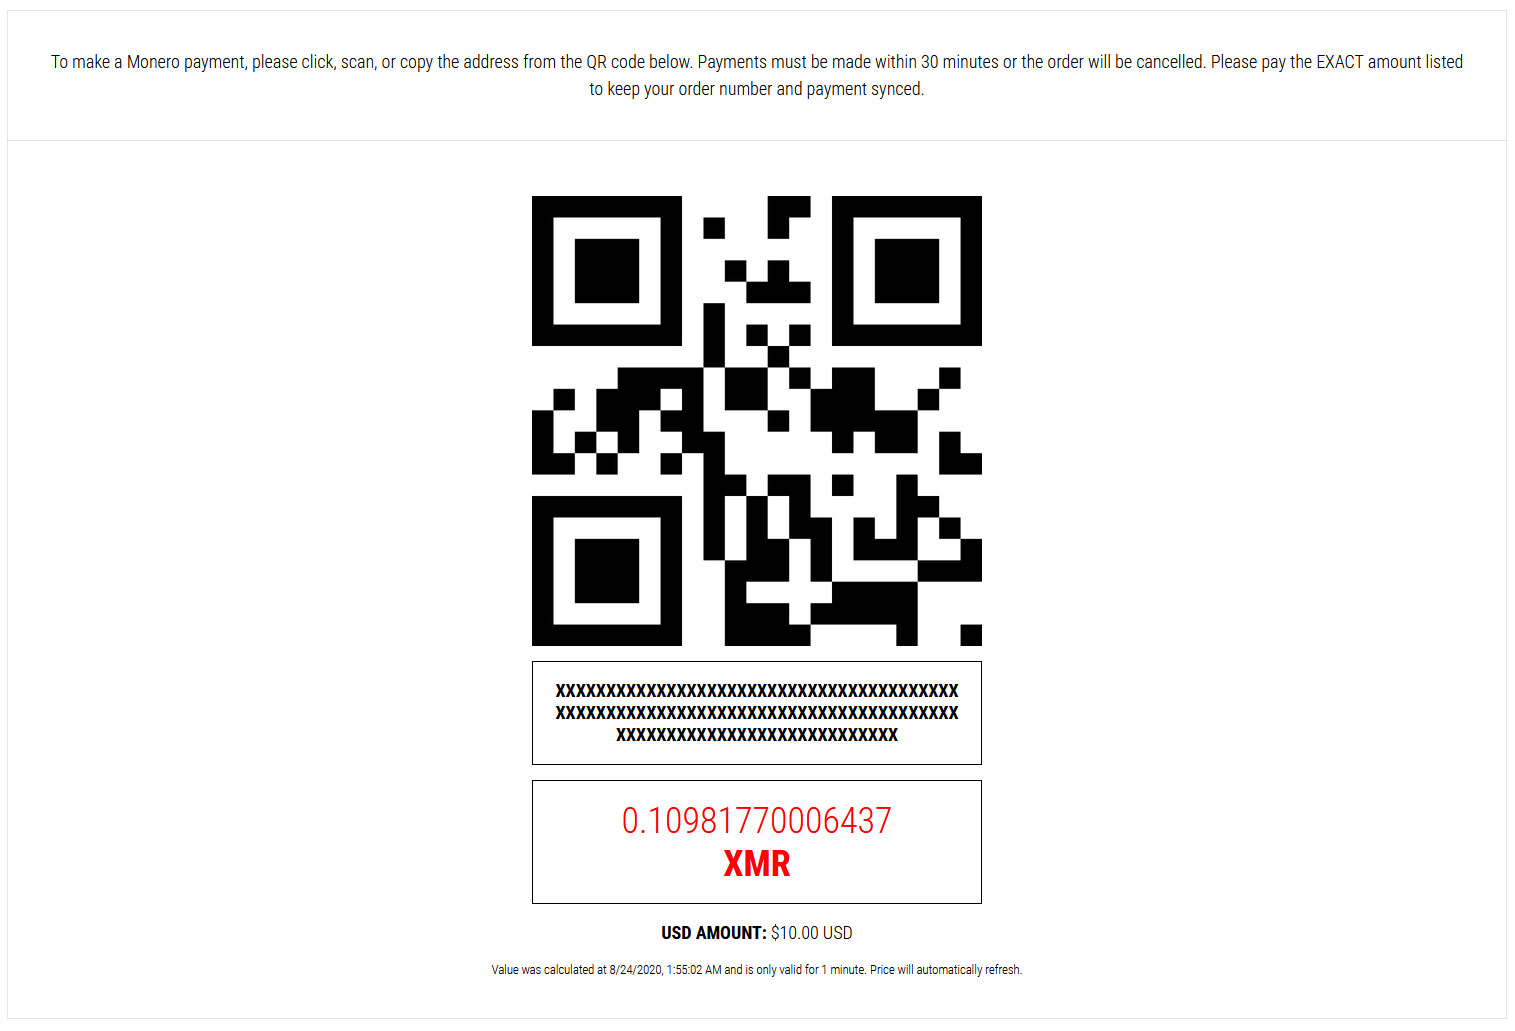 To make a Monero payment, please click, scan, or copy the address from the QR code below. Payments must be made within 30 minutes or the order will be cancelled. Please pay the EXACT amount listed
to keep your order number and payment synced.
XXXXXXXXXXXXXXXXXXXXXXXXXXXXXXXXXXXXXXXX
XXXXXXXXXXXXXXXXXXXXXXXXXXXXXXXXXXXXXXXX
XXXXXXXXXXXXXXXXXXXXXXXXXXXX
0.10981770006437
XMR
USD AMOUNT: $10.00 USD
Value was calculated at 8/24/2020, 1:55:02 AM and is only valid for 1 minute. Price will automatically refresh.